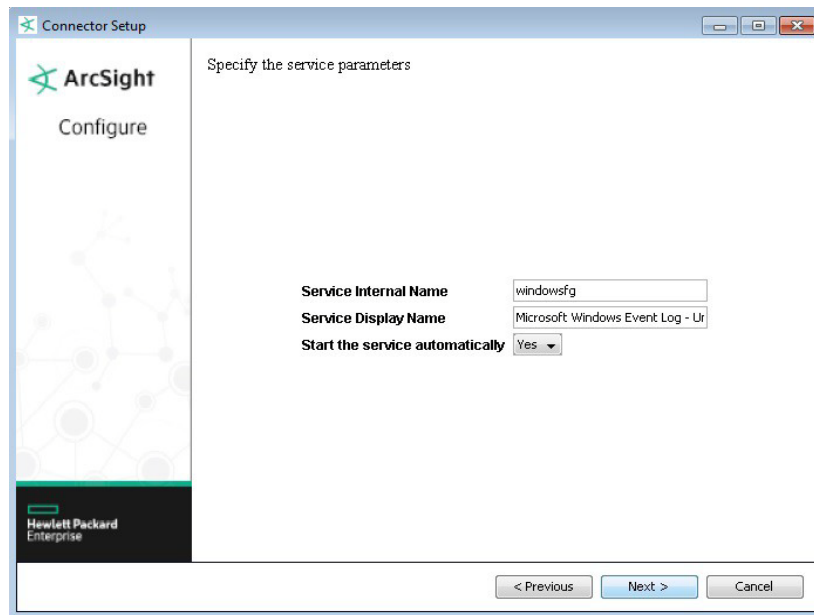 Connector Setup
ArcSight
Configure
Specify the service parameters
Service Internal Name windowsfg
Service Display Name Microsoft Windows Event Log - Ur
Start the service automatically Yes
Hewlett Packard
Enterprise
< Previous Next > Cancel